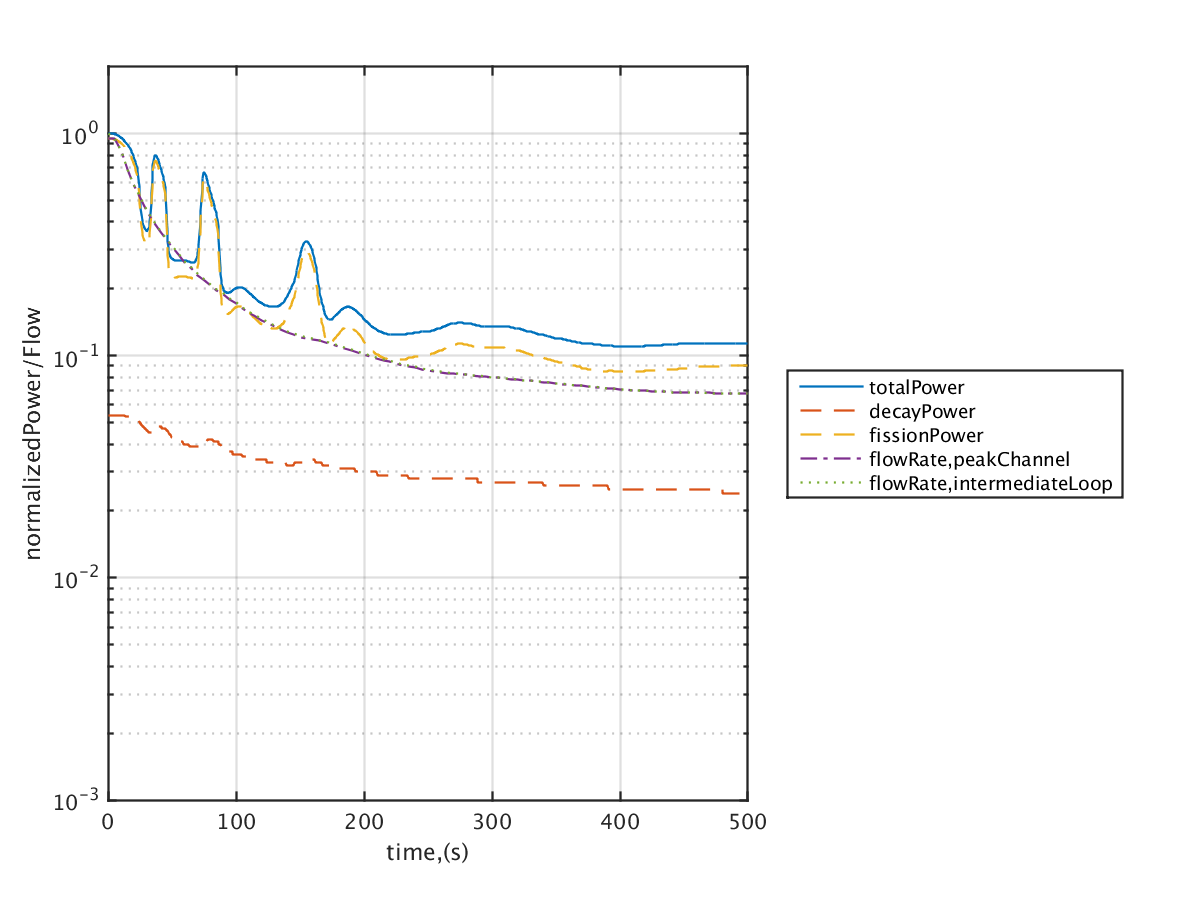 10^0
10^-1
10^-2
10^-3
normalizedPower/Flow
0 100 200 300 400 500
time,(s)
totalPower
decayPower
fissionPower
flowRate,peakChannel
flowRate,intermediateLoop